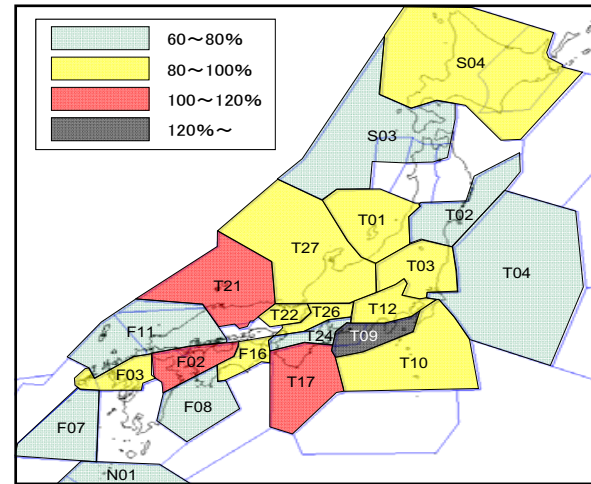 60～80%
80～100%
100～120%
120%～
S04
S03
T01
T02
T27
T03
T04
T21
T22
T26
T12
F11
T24
T09
F16
F02
F03
T10
T17
F08
F07
N01